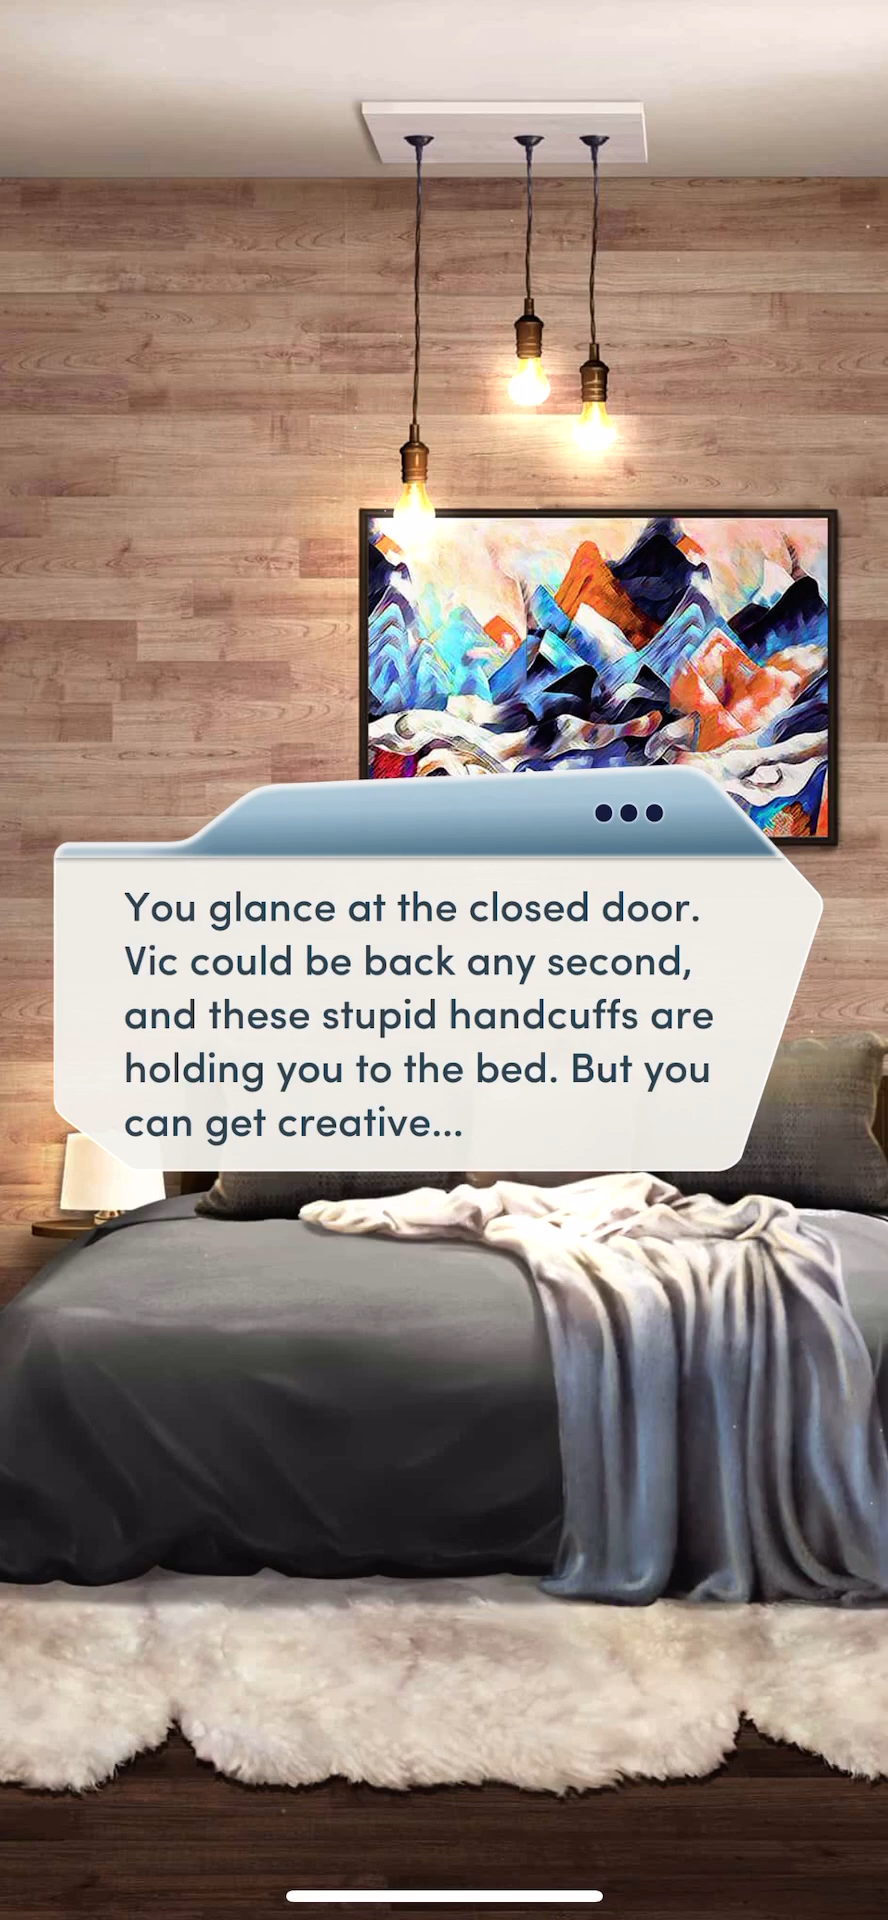 You glance at the closed door.
Vic could be back any second,
and these stupid handcuffs are
holding you to the bed. But you
can get creative...